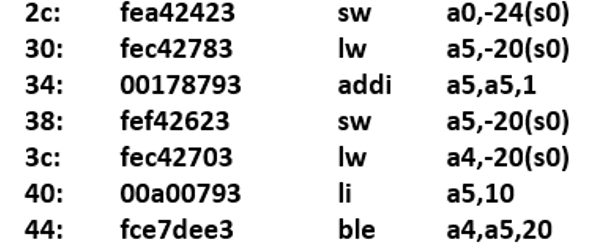 2c: fea42423 sw a0,-24(s0)
30: fec42783 lw a5,-20(s0)
34: 00178793 addi a5,a5,1
38: fef42623 sw a5,-20(s0)
3c: fec42703 lw a4,-20(s0)
40: 00a00793 li a5,10
44: fce7dee3 ble a4,a5,20